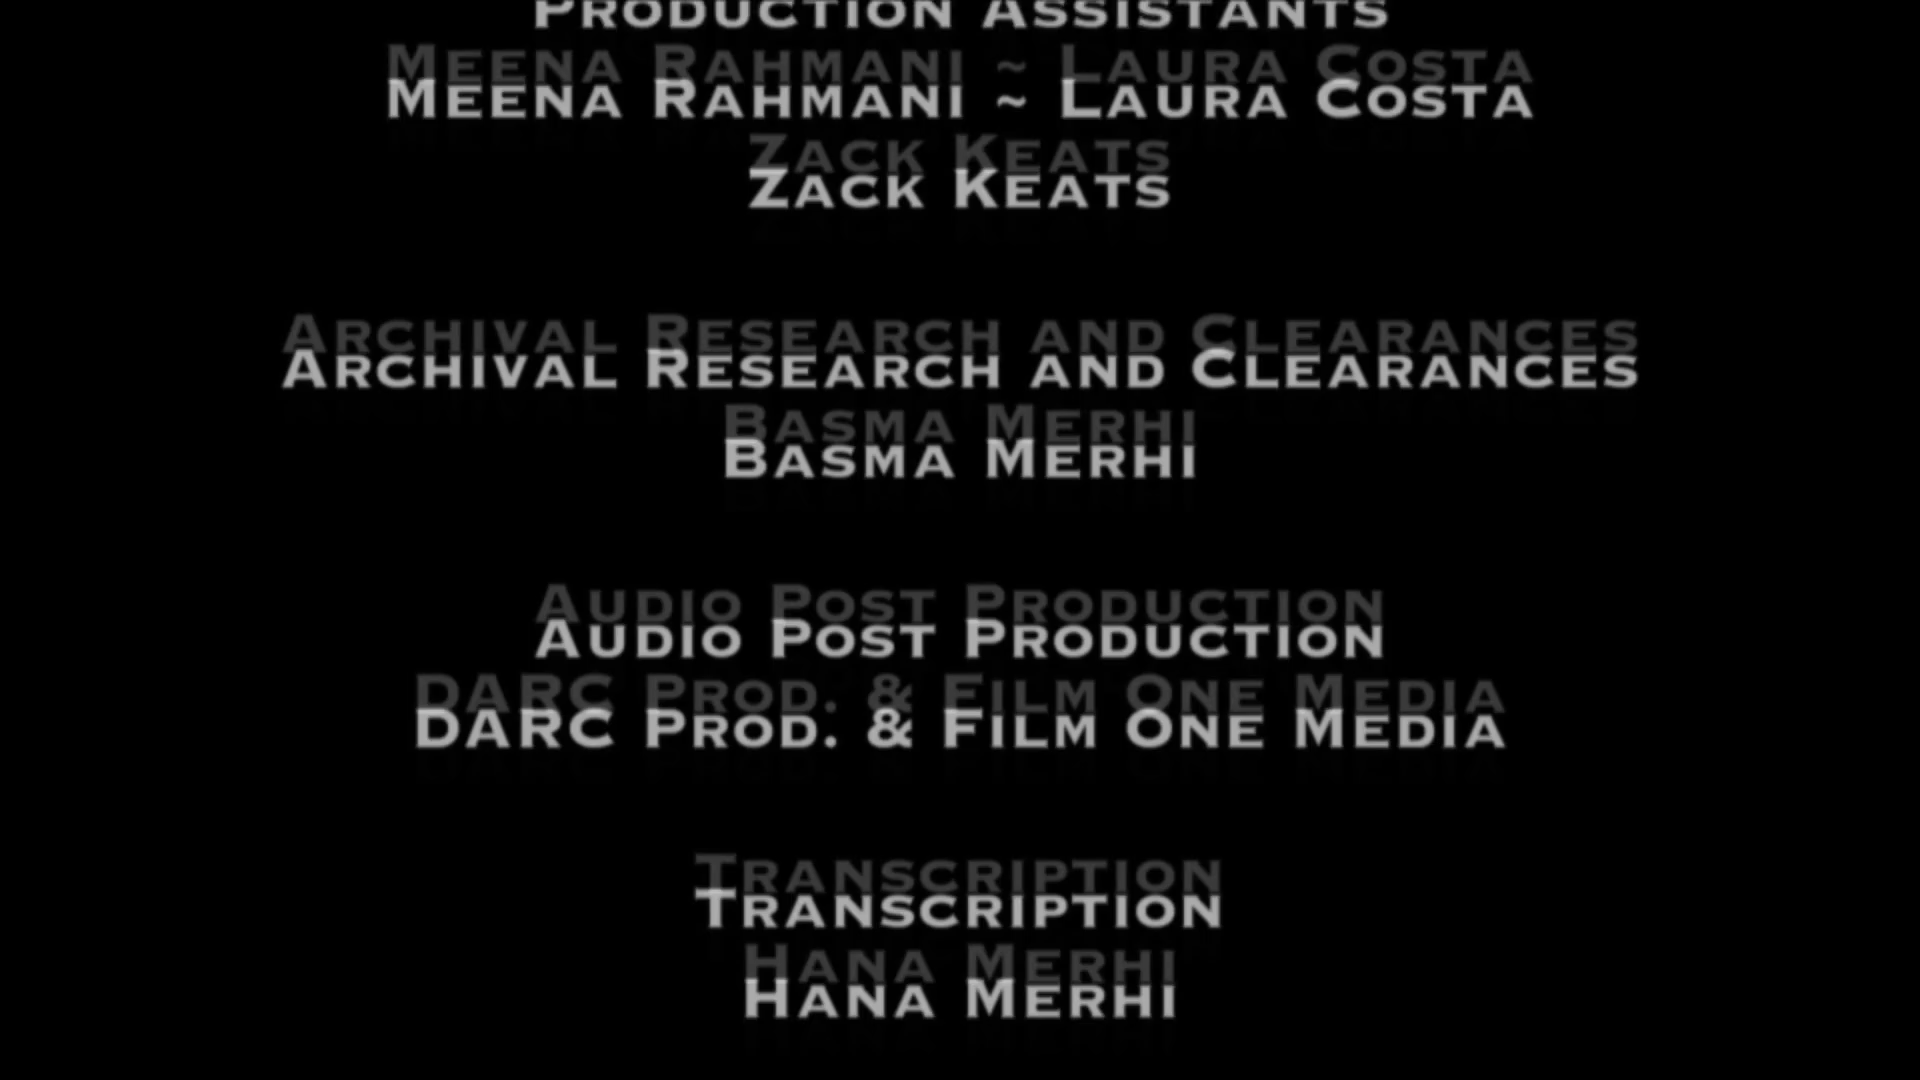 Production Assistants
Meena Rahmani ~ Laura Costa
Zack Keats
Archival Research and Clearances
Basma Merhi
Audio Post Production
DARC Prod. & Film One Media
Transcription
Hana Merhi